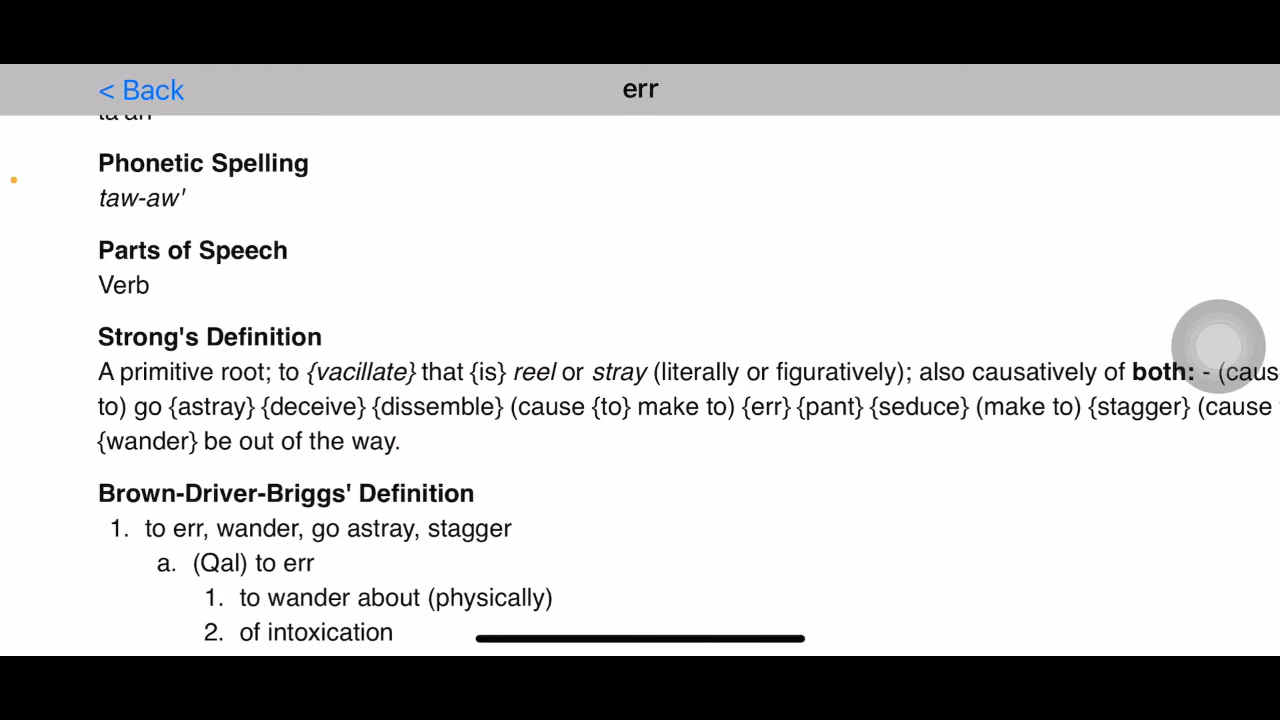 < Back
err
Phonetic Spelling
taw-aw'
Parts of Speech
Verb
Strong's Definition
A primitive root; to {vacillate} that {is} reel or stray (literally or figuratively); also causatively of both: - (caus
to) go {astray} {deceive} {dissemble} (cause {to} make to) {err} {pant} {seduce} (make to) {stagger} (cause
{wander} be out of the way.
Brown-Driver-Briggs' Definition
1. to err, wander, go astray, stagger
a. (Qal) to err
1. to wander about (physically)
2. of intoxication